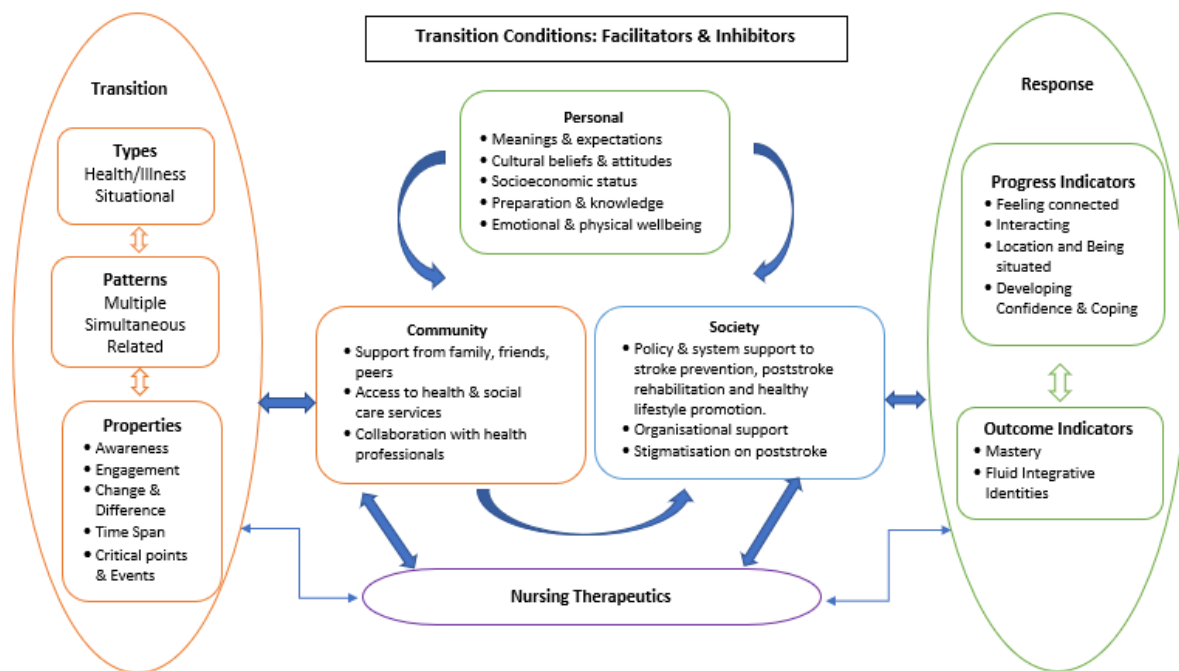 Transition Conditions: Facilitators & Inhibitors
Transition
Types
Health/Illness
Situational
Patterns
Multiple
Simultaneous
Related
Properties
• Awareness
• Engagement
• Change &
Difference
• Time Span
• Critical points
& Events
Personal
• Meanings & expectations
• Cultural beliefs & attitudes
• Socioeconomic status
• Preparation & knowledge
• Emotional & physical wellbeing
Community
• Support from family, friends,
peers
• Access to health & social
care services
• Collaboration with health
professionals
Society
• Policy & system support to
stroke prevention, poststroke
rehabilitation and healthy
lifestyle promotion.
• Organisational support
• Stigmatisation on poststroke
Nursing Therapeutics
Response
Progress Indicators
• Feeling connected
• Interacting
• Location and Being
situated
• Developing
Confidence & Coping
Outcome Indicators
• Mastery
• Fluid Integrative
Identities